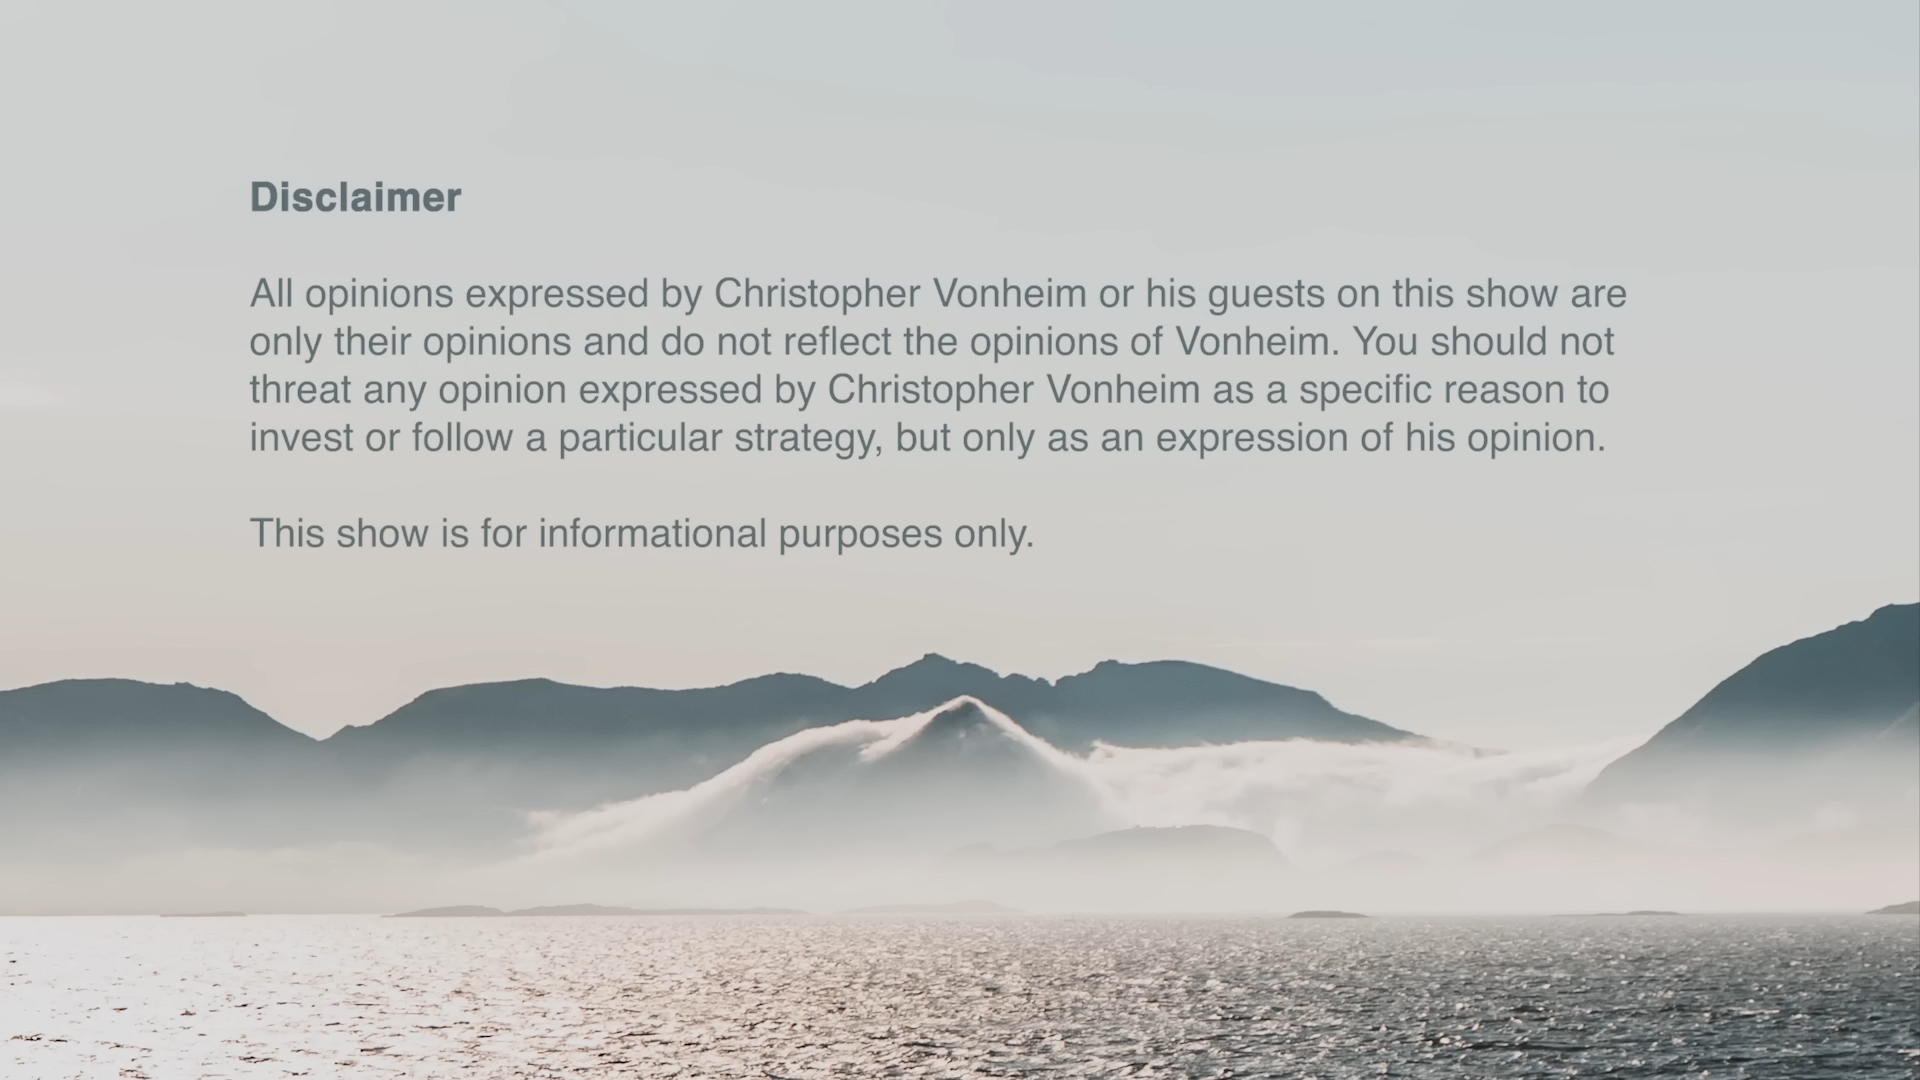 Disclaimer
All opinions expressed by Christopher Vonheim or his guests on this show are
only their opinions and do not reflect the opinions of Vonheim. You should not
threat any opinion expressed by Christopher Vonheim as a specific reason to
invest or follow a particular strategy, but only as an expression of his opinion.
This show is for informational purposes only.